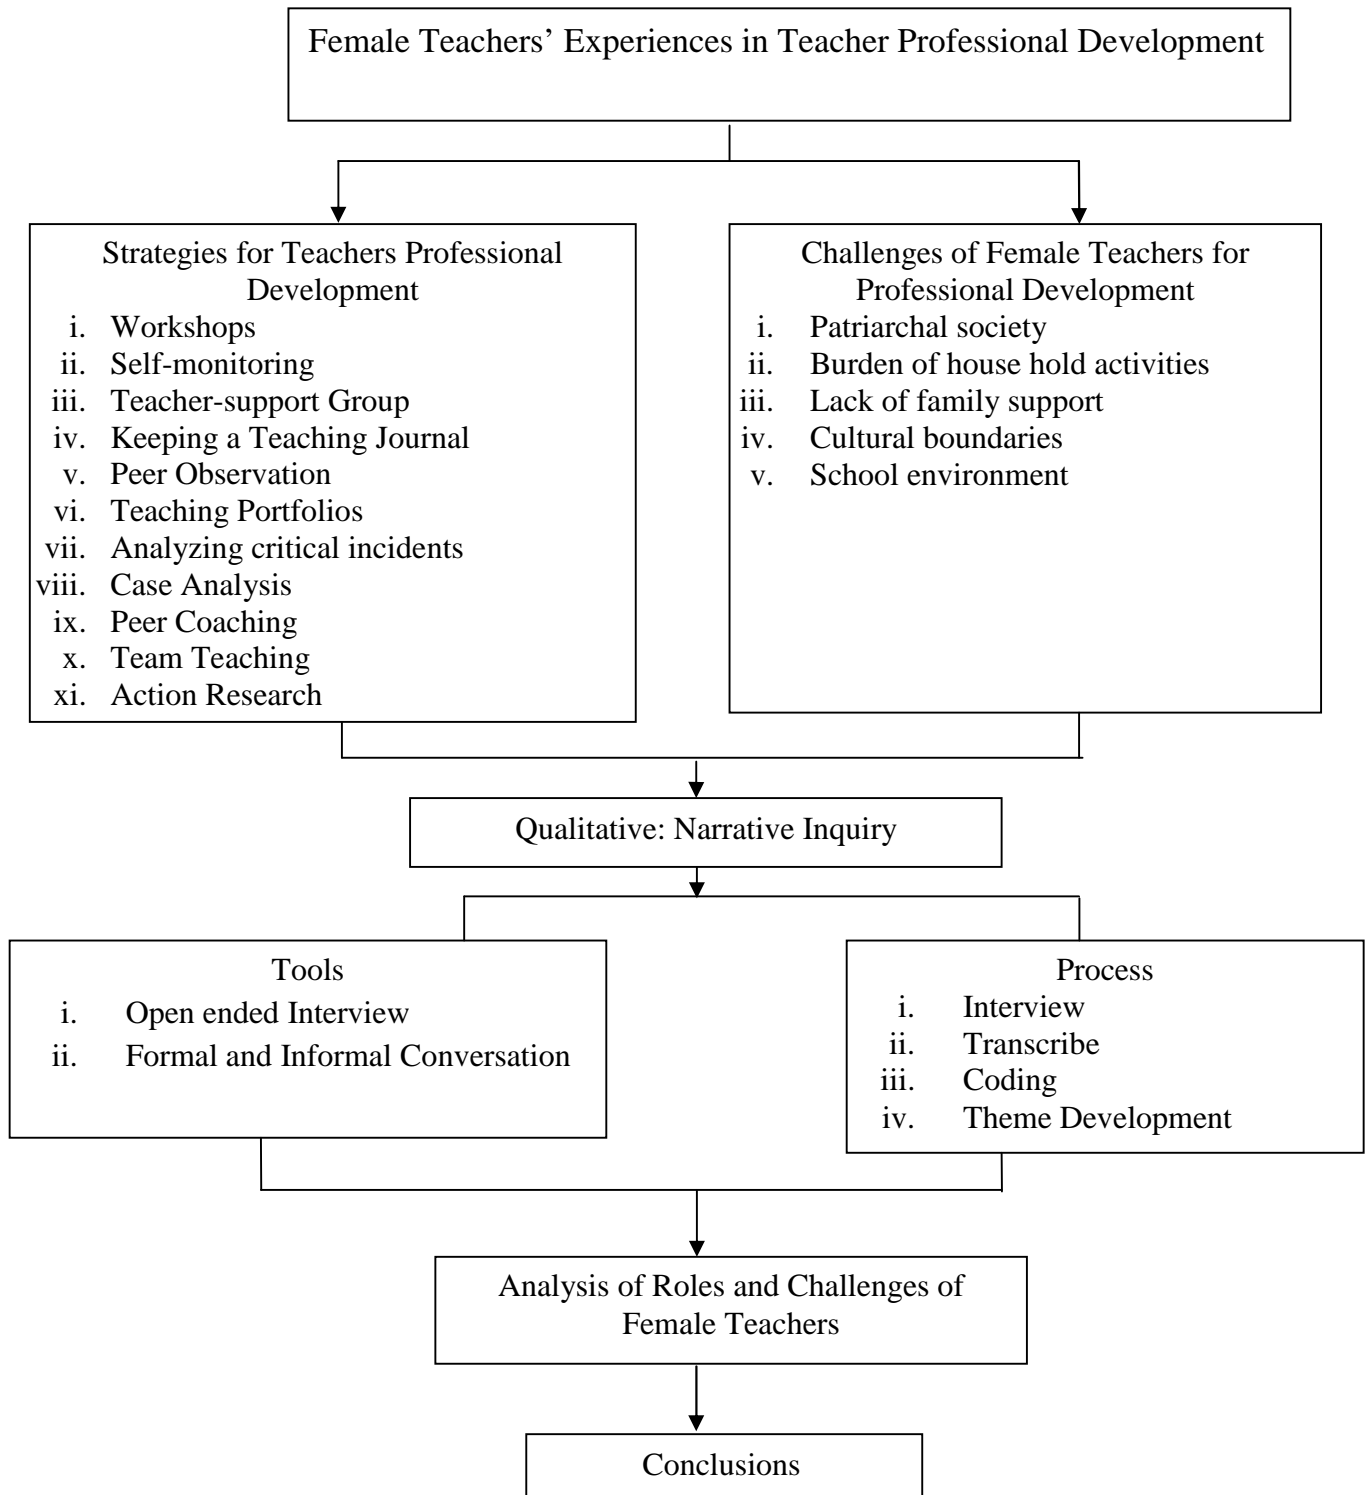 Female Teachers’ Experiences in Teacher Professional Development
Strategies for Teachers Professional
Development
i. Workshops
ii. Self-monitoring
iii. Teacher-support Group
iv. Keeping a Teaching Journal
v. Peer Observation
vi. Teaching Portfolios
vii. Analyzing critical incidents
viii. Case Analysis
ix. Peer Coaching
x. Team Teaching
xi. Action Research
Challenges of Female Teachers for
Professional Development
i. Patriarchal society
ii. Burden of house hold activities
iii. Lack of family support
iv. Cultural boundaries
v. School environment
Qualitative: Narrative Inquiry
Tools
i. Open ended Interview
ii. Formal and Informal Conversation
Process
i. Interview
ii. Transcribe
iii. Coding
iv. Theme Development
Analysis of Roles and Challenges of
Female Teachers
Conclusions